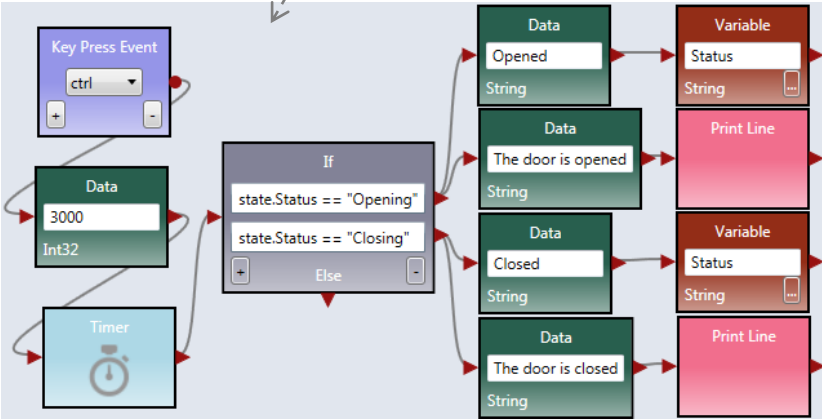 Key Press Event
ctrl
+
-
Data
3000
Int32
Timer
If
state.Status == "Opening"
state.Status == "Closing"
+
Else
-
Data
Opened
String
Variable
Status
String
...
Data
The door is opened
String
Print Line
Data
Closed
String
Variable
Status
String
...
Data
The door is closed
String
Print Line